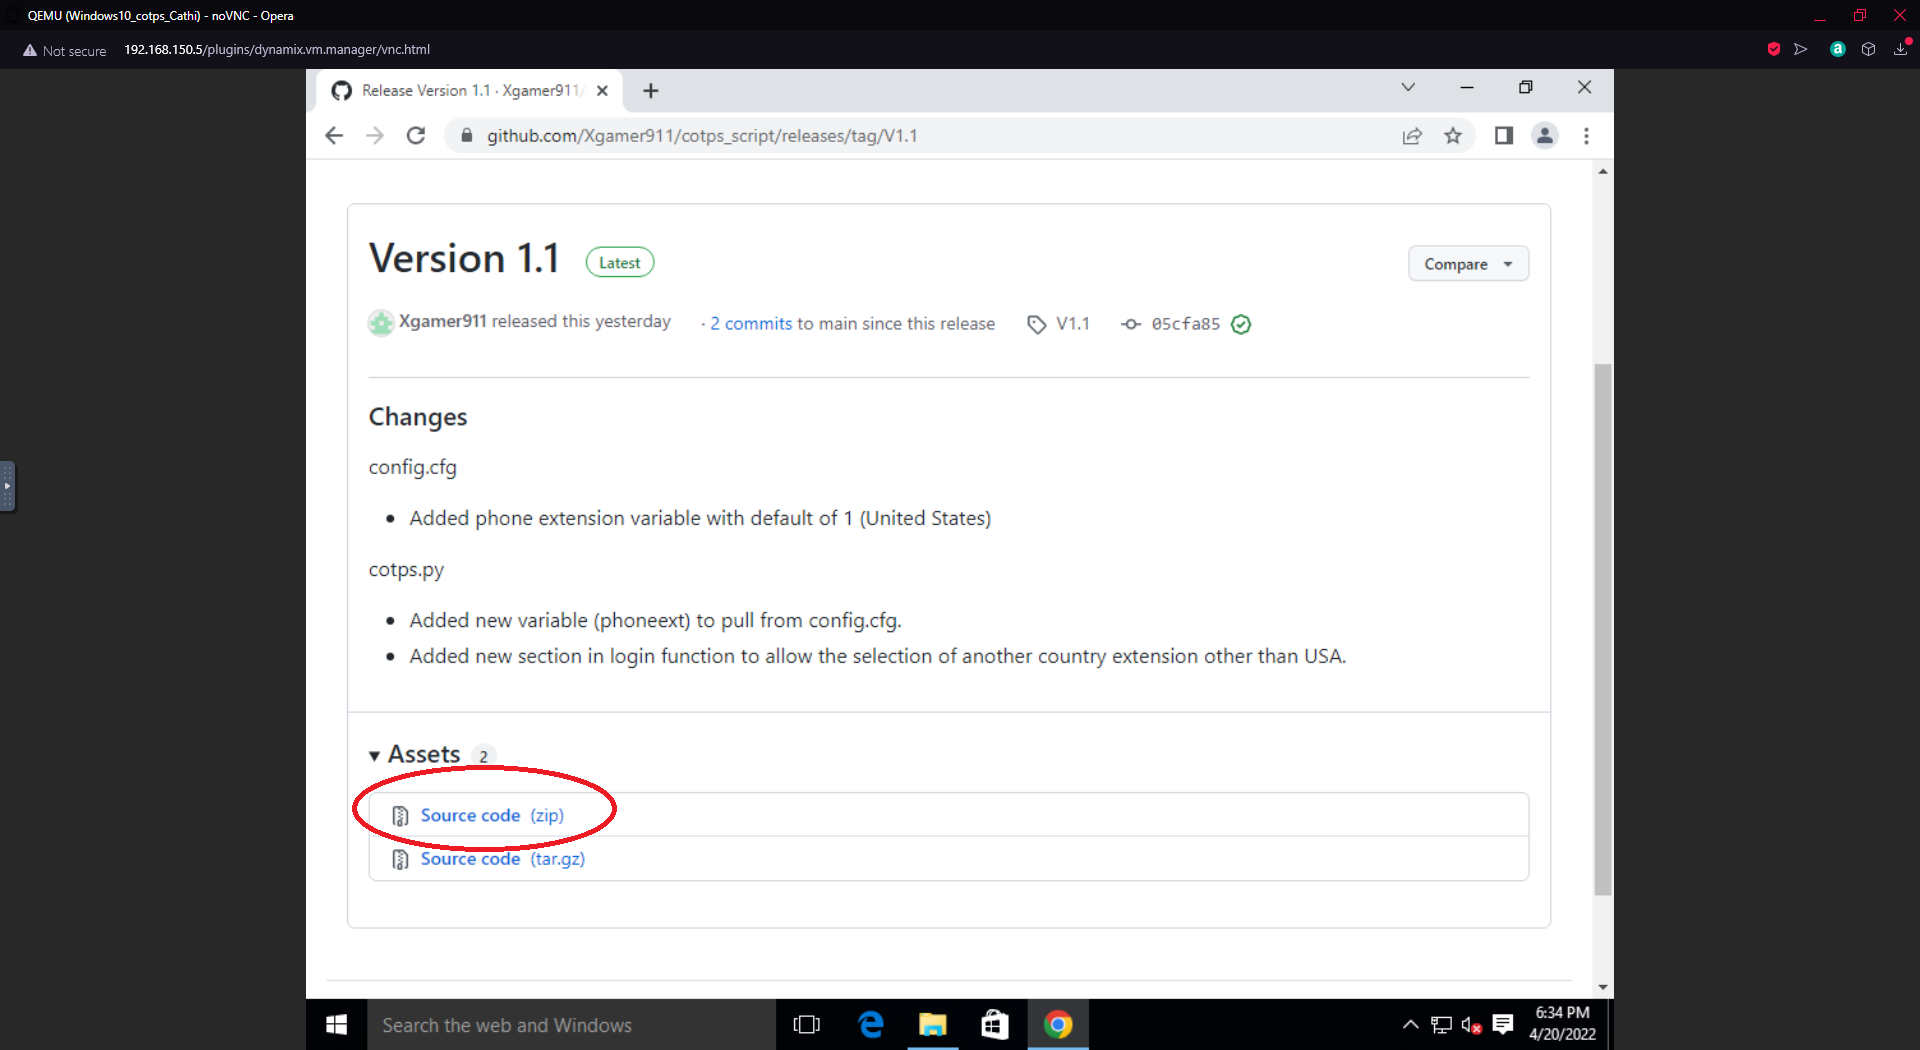 QEMU (Windows10_cotps_Cathi) - noVNC - Opera
Not secure 192.168.150.5/plugins/dynamix.vm.manager/vnc.html
Release Version 1.1 · Xgamer911/
github.com/Xgamer911/cotps_script/releases/tag/V1.1
Version 1.1 Latest Compare
Xgamer911 released this yesterday · 2 commits to main since this release V1.1 05cfa85
Changes
config.cfg
• Added phone extension variable with default of 1 (United States)
cotps.py
• Added new variable (phoneext) to pull from config.cfg.
• Added new section in login function to allow the selection of another country extension other than USA.
Assets 2
Source code (zip)
Source code (tar.gz)
Search the web and Windows
6:34 PM
4/20/2022